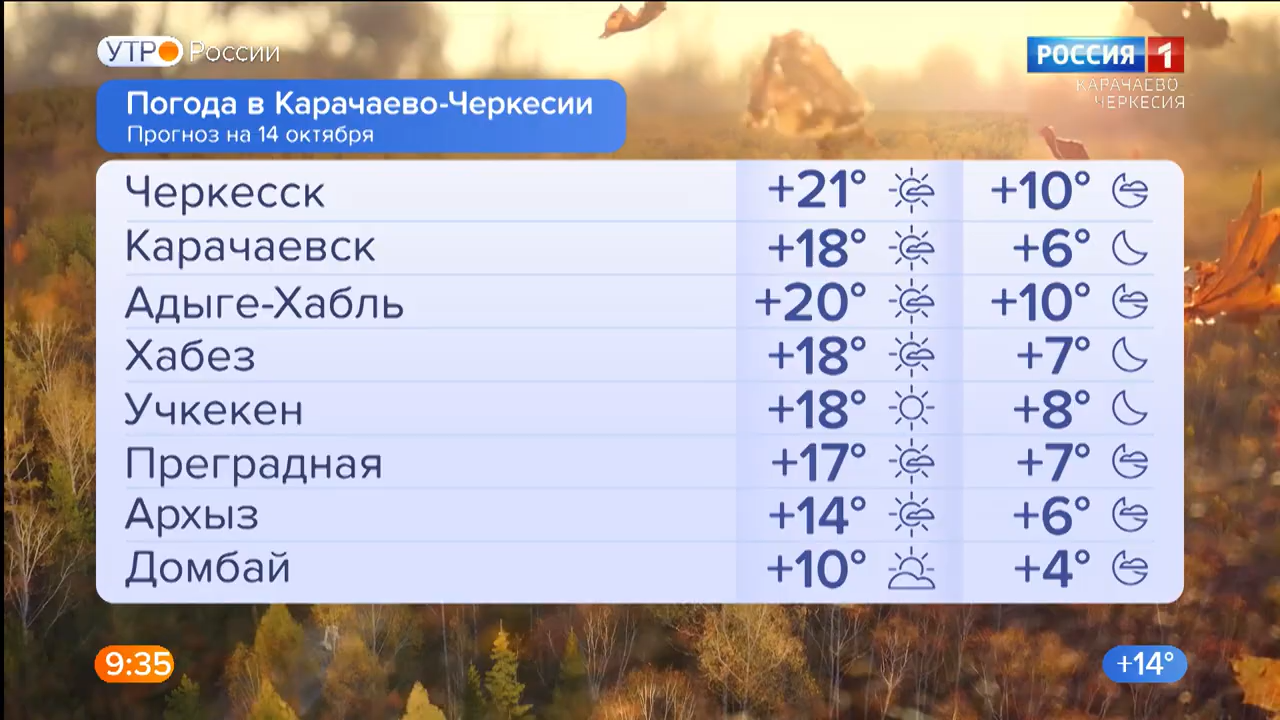 УТРО России
РОССИЯ 1
КАРАЧАЕВО
ЧЕРКЕСИЯ
Погода в Карачаево-Черкесии
Прогноз на 14 октября
Черкесск +21° +10°
Карачаевск +18° +6°
Адыге-Хабль +20° +10°
Хабез +18° +7°
Учкекен +18° +8°
Преградная +17° +7°
Архыз +14° +6°
Домбай +10° +4°
9:35 +14°